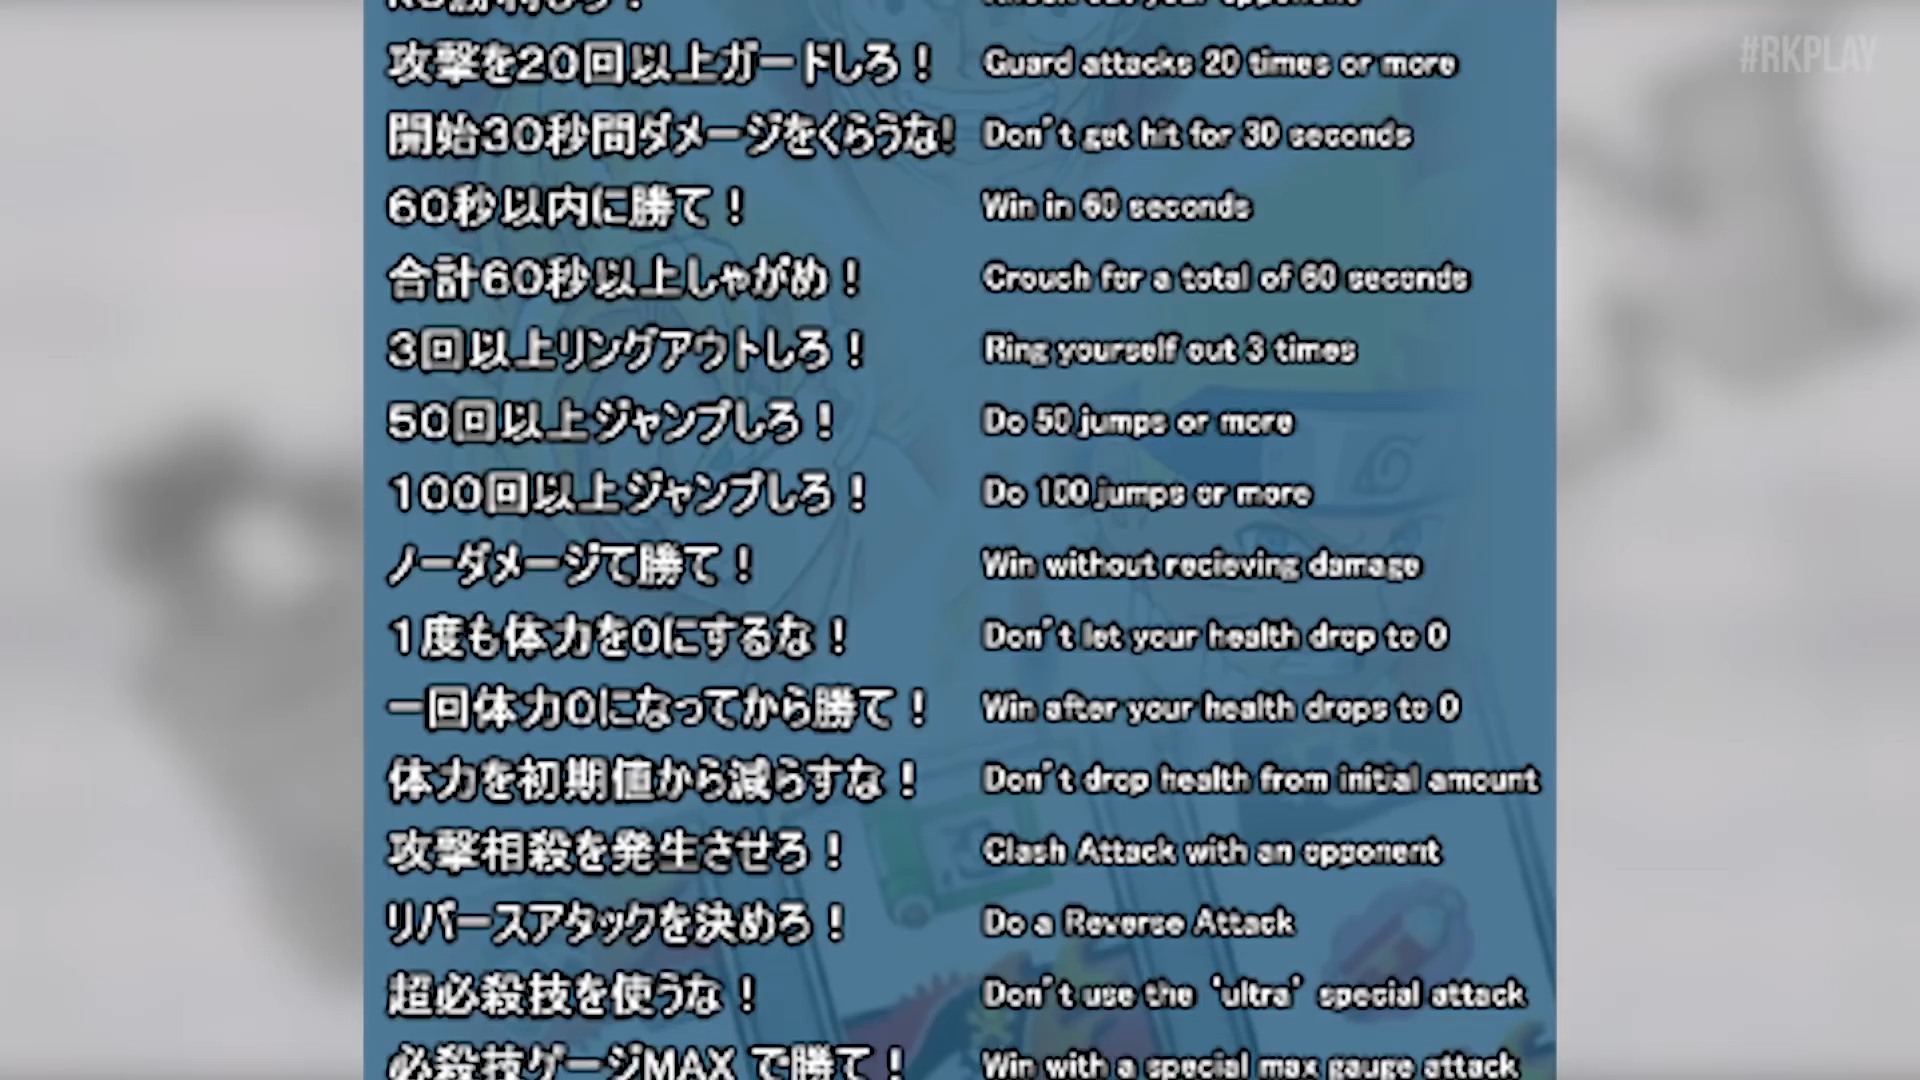 #RKPLAY
KO勝利しろ！ Knock out your opponent
攻撃を20回以上ガードしろ！ Guard attacks 20 times or more
開始30秒間ダメージをくらうな! Don't get hit for 30 seconds
60秒以内に勝て！ Win in 60 seconds
合計60秒以上しゃがめ！ Crouch for a total of 60 seconds
3回以上リングアウトしろ！ Ring yourself out 3 times
50回以上ジャンプしろ！ Do 50 jumps or more
100回以上ジャンプしろ！ Do 100 jumps or more
ノーダメージで勝て！ Win without recieving damage
1度も体力を0にするな！ Don't let your health drop to 0
一回体力0になってから勝て！ Win after your health drops to 0
体力を初期値から減らすな！ Don't drop health from initial amount
攻撃相殺を発生させろ！ Clash Attack with an opponent
リバースアタックを決めろ！ Do a Reverse Attack
超必殺技を使うな！ Don't use the 'ultra' special attack
必殺技ゲージMAX で勝て！ Win with a special max gauge attack